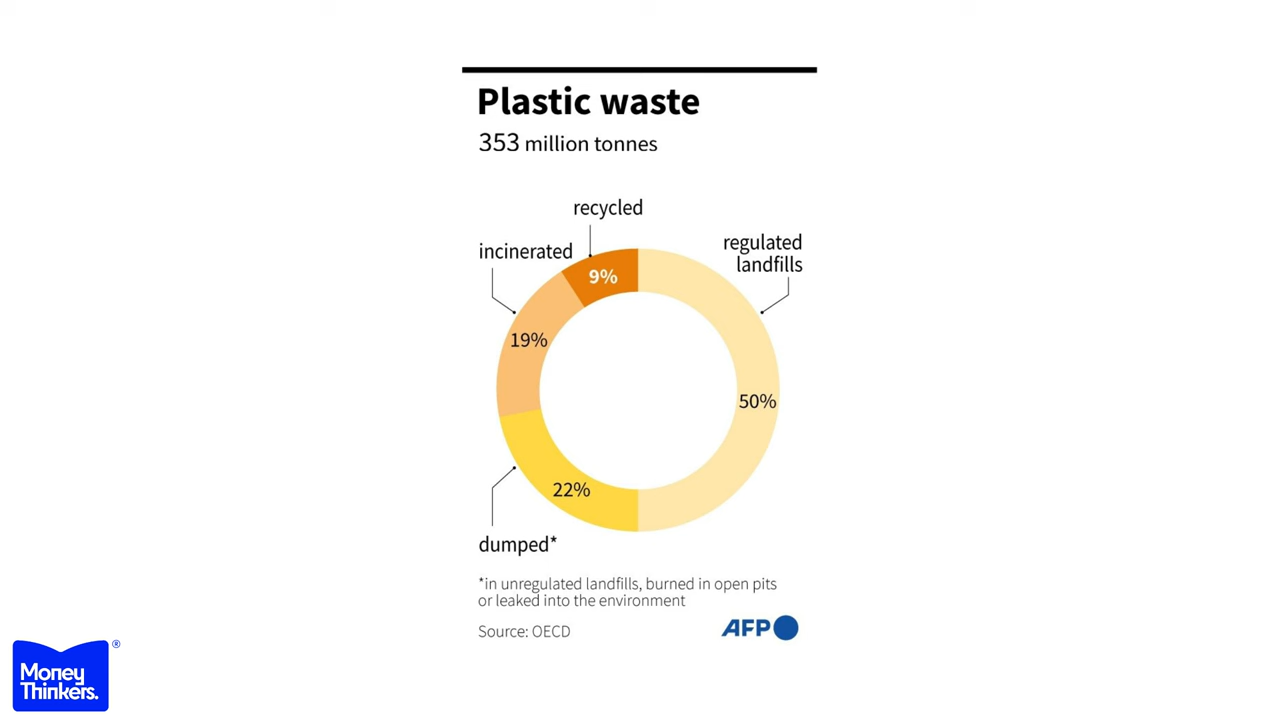 Plastic waste
353 million tonnes
recycled
incinerated
regulated
landfills
9%
19%
50%
22%
dumped*
*in unregulated landfills, burned in open pits
or leaked into the environment
Source: OECD
AFP
Money
Thinkers.
®